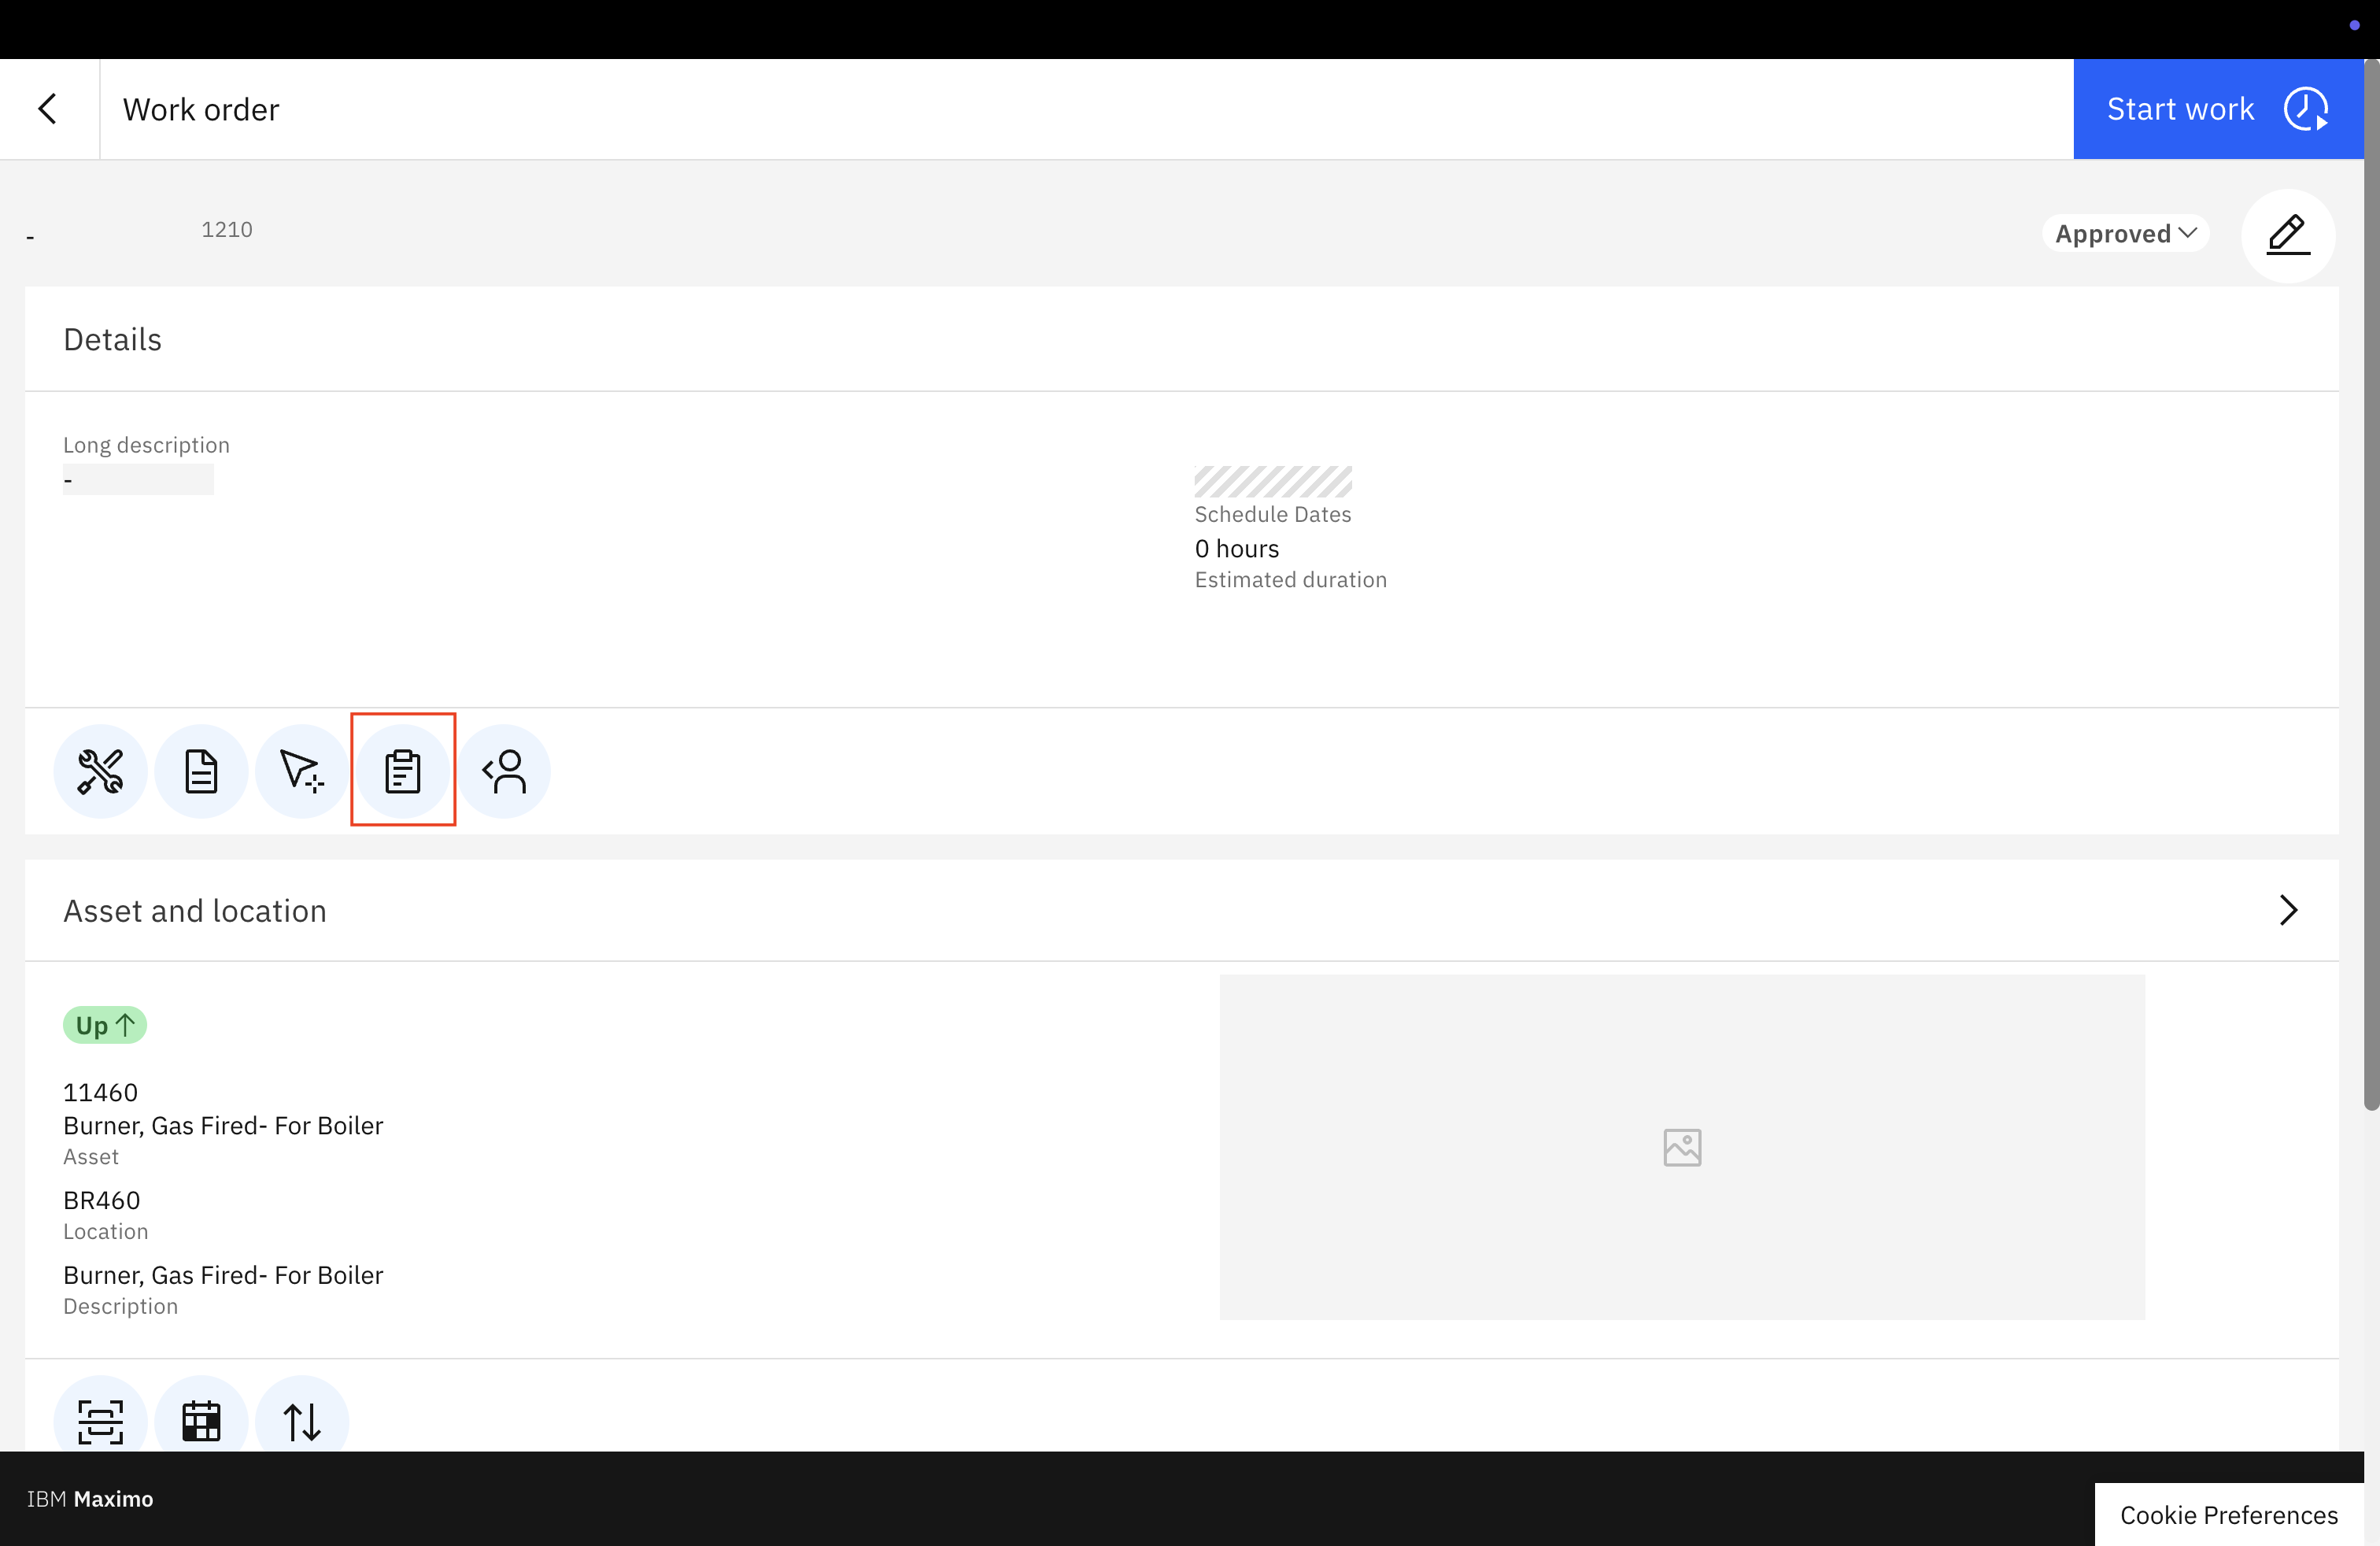 Work order
Start work
-
1210
Approved
Details
Long description
-
Schedule Dates
0 hours
Estimated duration
Asset and location
Up
11460
Burner, Gas Fired- For Boiler
Asset
BR460
Location
Burner, Gas Fired- For Boiler
Description
IBM Maximo
Cookie Preferences